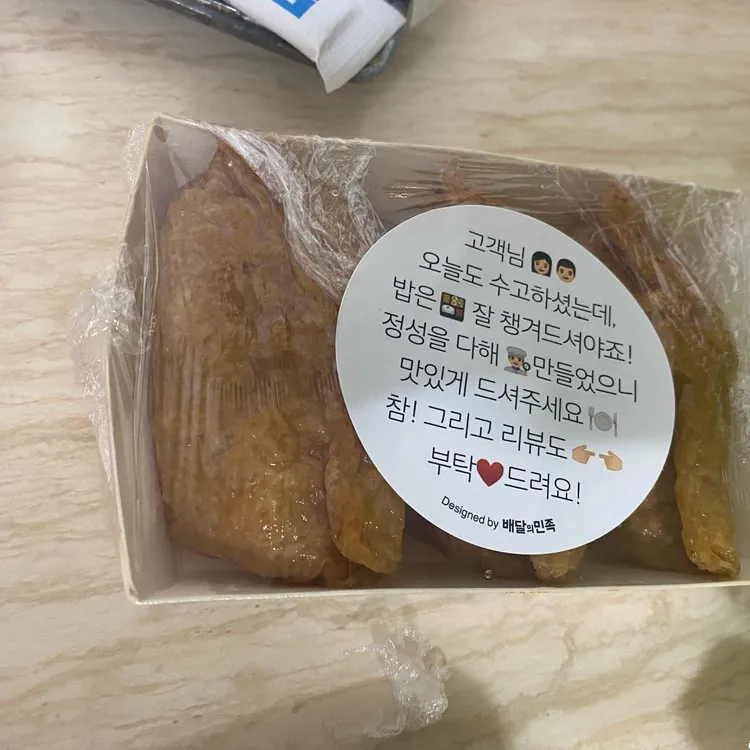 고객님 👩🏻👨🏻
오늘도 수고하셨는데,
밥은 🍱 잘 챙겨드셔야죠!
정성을 다해 👨🏻‍🍳만들었으니
맛있게 드셔주세요🍽️
참! 그리고 리뷰도 👉🏻👈🏻
부탁❤️드려요!
Designed by 배달의민족